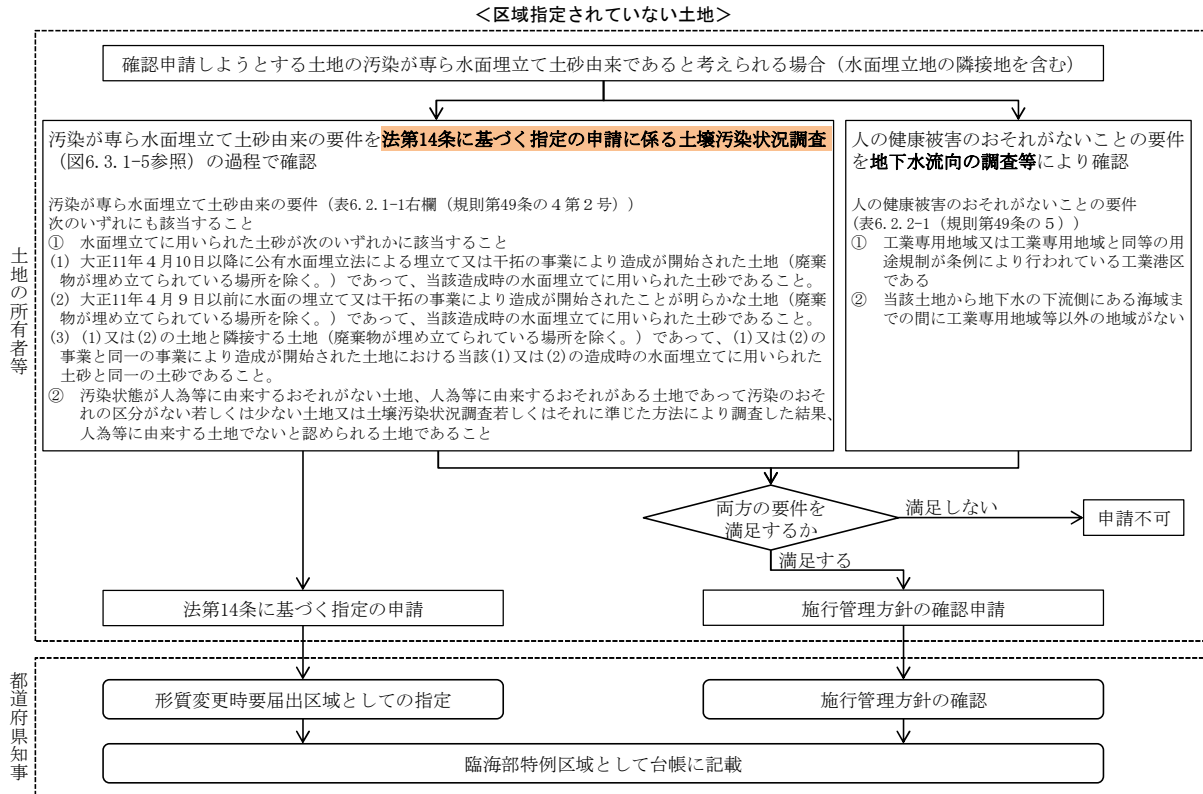 ＜区域指定されていない土地＞
確認申請しようとする土地の汚染が専ら水面埋立て土砂由来であると考えられる場合（水面埋立地の隣接地を含む）
土地の所有者等
汚染が専ら水面埋立て土砂由来の要件を法第14条に基づく指定の申請に係る土壌汚染状況調査
（図6.3.1-5参照）の過程で確認
汚染が専ら水面埋立て土砂由来の要件（表6.2.1-1右欄（規則第49条の４第２号））
次のいずれにも該当すること
①　水面埋立てに用いられた土砂が次のいずれかに該当すること
(1) 大正11年４月10日以降に公有水面埋立法による埋立て又は干拓の事業により造成が開始された土地（廃棄
物が埋め立てられている場所を除く。）であって、当該造成時の水面埋立てに用いられた土砂であること。
(2) 大正11年４月９日以前に水面の埋立て又は干拓の事業により造成が開始されたことが明らかな土地（廃棄
物が埋め立てられている場所を除く。）であって、当該造成時の水面埋立てに用いられた土砂であること。
(3) (1)又は(2)の土地と隣接する土地（廃棄物が埋め立てられている場所を除く。）であって、(1)又は(2)の
事業と同一の事業により造成が開始された土地における当該(1)又は(2)の造成時の水面埋立てに用いられた
土砂と同一の土砂であること。
②　汚染状態が人為等に由来するおそれがない土地、人為等に由来するおそれがある土地であって汚染のおそ
れの区分がない若しくは少ない土地又は土壌汚染状況調査若しくはそれに準じた方法により調査した結果、
人為等に由来する土地でないと認められる土地であること
人の健康被害のおそれがないことの要件
を地下水流向の調査等により確認
人の健康被害のおそれがないことの要件
(表6.2.2-1（規則第49条の５）)
①　工業専用地域又は工業専用地域と同等の用
途規制が条例により行われている工業港区
である
②　当該土地から地下水の下流側にある海域ま
での間に工業専用地域等以外の地域がない
両方の要件を
満足するか
満足しない
申請不可
満足する
法第14条に基づく指定の申請
施行管理方針の確認申請
都道府県知事
形質変更時要届出区域としての指定
施行管理方針の確認
臨海部特例区域として台帳に記載